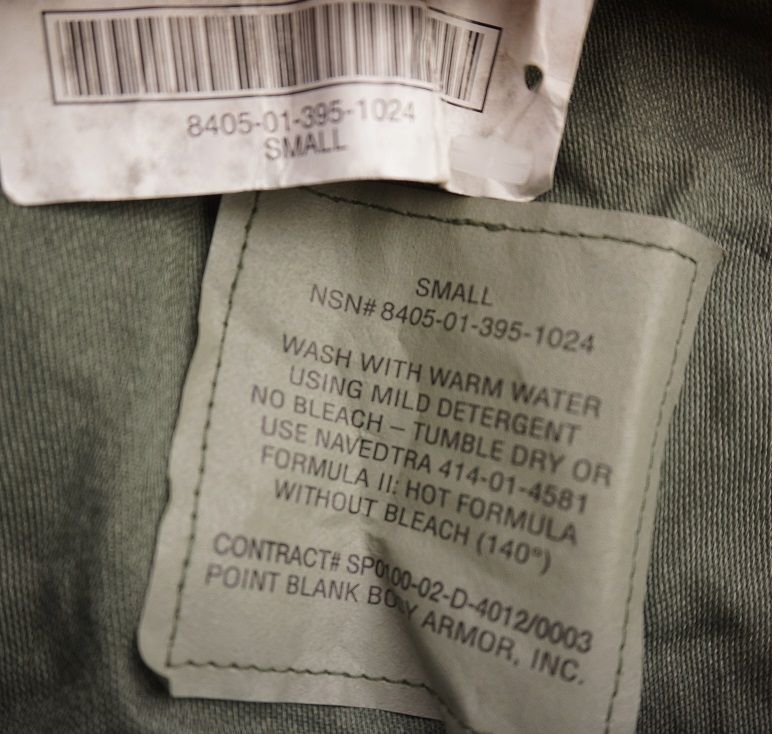 8405-01-395-1024
SMALL
SMALL
NSN# 8405-01-395-1024
WASH WITH WARM WATER
USING MILD DETERGENT
NO BLEACH – TUMBLE DRY OR
USE NAVEDTRA 414-01-4581
FORMULA II: HOT FORMULA
WITHOUT BLEACH (140°)
CONTRACT# SP0100-02-D-4012/0003
POINT BLANK BODY ARMOR, INC.